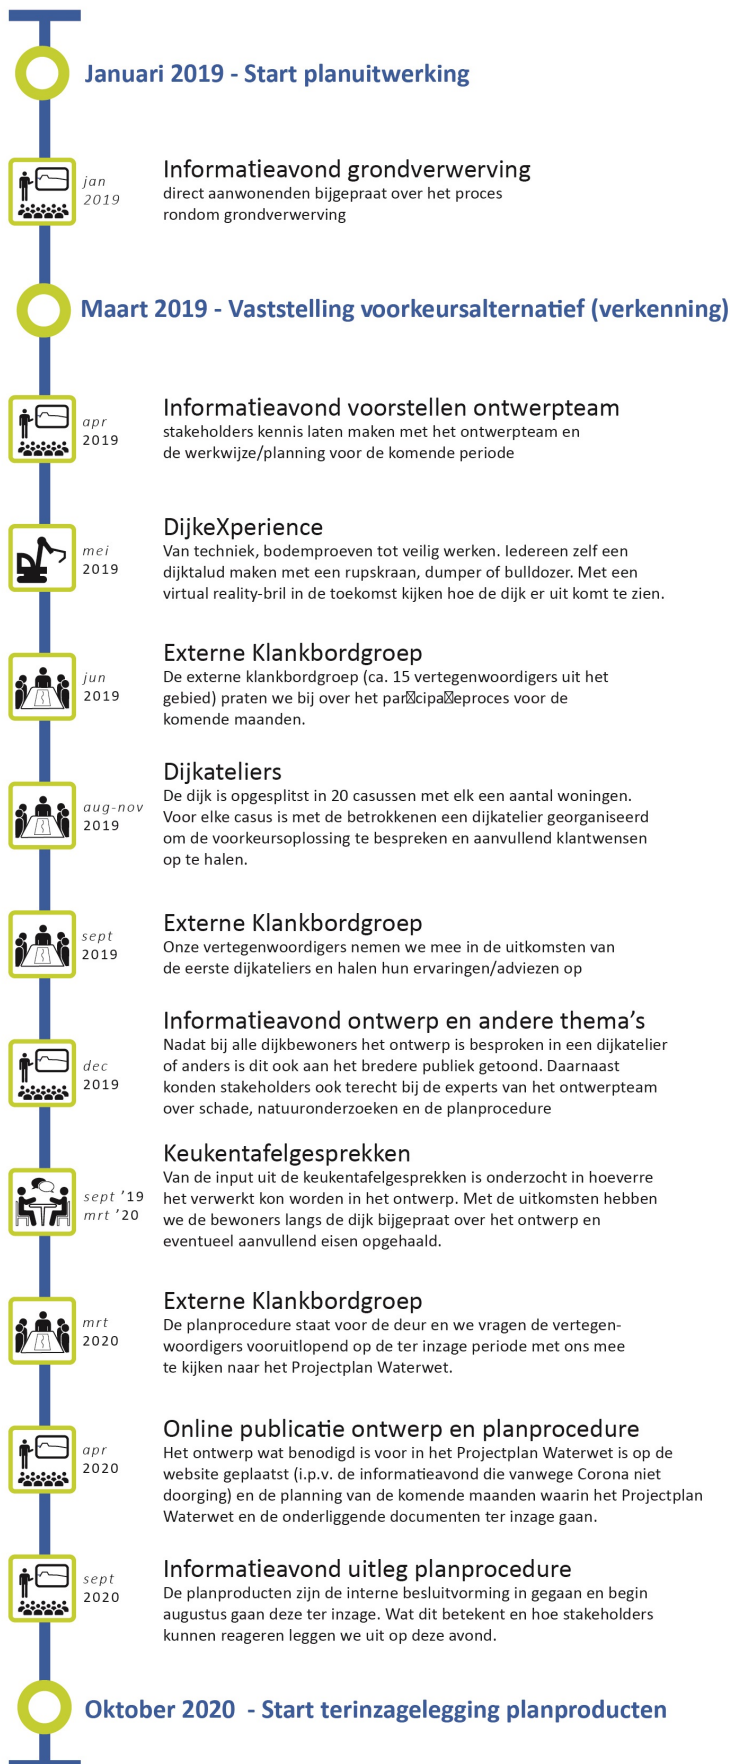 Januari 2019 - Start planuitwerking
jan
2019
Informatieavond grondverwerving
direct aanwonenden bijgepraat over het proces
rondom grondverwerving
Maart 2019 - Vaststelling voorkeursalternatief (verkenning)
apr
2019
Informatieavond voorstellen ontwerpteam
stakeholders kennis laten maken met het ontwerpteam en
de werkwijze/planning voor de komende periode
mei
2019
DijkeXperience
Van techniek, bodemproeven tot veilig werken. Iedereen zelf een
dijktalud maken met een rupskraan, dumper of bulldozer. Met een
virtual reality-bril in de toekomst kijken hoe de dijk er uit komt te zien.
jun
2019
Externe Klankbordgroep
De externe klankbordgroep (ca. 15 vertegenwoordigers uit het
gebied) praten we bij over het par�cipa�eproces voor de
komende maanden.
aug-nov
2019
Dijkateliers
De dijk is opgesplitst in 20 casussen met elk een aantal woningen.
Voor elke casus is met de betrokkenen een dijkatelier georganiseerd
om de voorkeursoplossing te bespreken en aanvullend klantwensen
op te halen.
sept
2019
Externe Klankbordgroep
Onze vertegenwoordigers nemen we mee in de uitkomsten van
de eerste dijkateliers en halen hun ervaringen/adviezen op
dec
2019
Informatieavond ontwerp en andere thema's
Nadat bij alle dijkbewoners het ontwerp is besproken in een dijkatelier
of anders is dit ook aan het bredere publiek getoond. Daarnaast
konden stakeholders ook terecht bij de experts van het ontwerpteam
over schade, natuuronderzoeken en de planprocedure
sept '19
mrt '20
Keukentafelgesprekken
Van de input uit de keukentafelgesprekken is onderzocht in hoeverre
het verwerkt kon worden in het ontwerp. Met de uitkomsten hebben
we de bewoners langs de dijk bijgepraat over het ontwerp en
eventueel aanvullend eisen opgehaald.
mrt
2020
Externe Klankbordgroep
De planprocedure staat voor de deur en we vragen de vertegen-
woordigers vooruitlopend op de ter inzage periode met ons mee
te kijken naar het Projectplan Waterwet.
apr
2020
Online publicatie ontwerp en planprocedure
Het ontwerp wat benodigd is voor in het Projectplan Waterwet is op de
website geplaatst (i.p.v. de informatieavond die vanwege Corona niet
doorging) en de planning van de komende maanden waarin het Projectplan
Waterwet en de onderliggende documenten ter inzage gaan.
sept
2020
Informatieavond uitleg planprocedure
De planproducten zijn de interne besluitvorming in gegaan en begin
augustus gaan deze ter inzage. Wat dit betekent en hoe stakeholders
kunnen reageren leggen we uit op deze avond.
Oktober 2020 - Start terinzagelegging planproducten